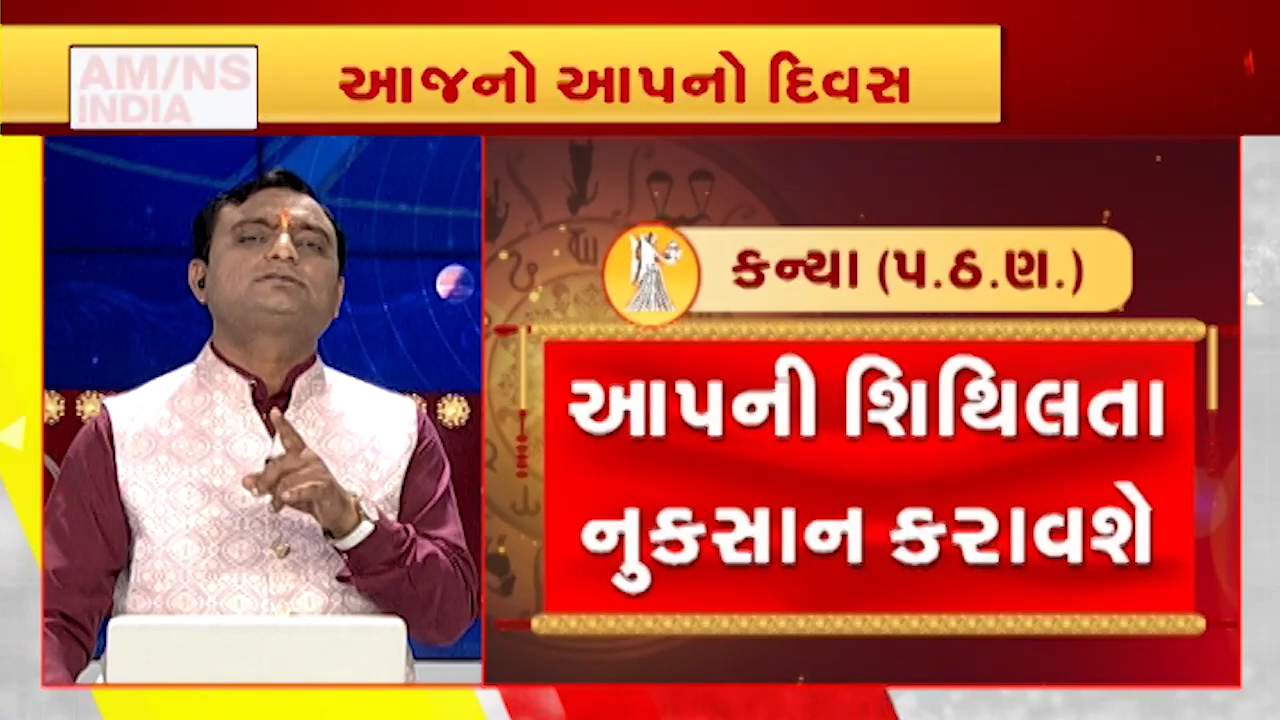 AM/NS
INDIA
આજનો આપનો દિવસ
કન્યા (પ.ઠ.ણ.)
આપની શિથિલતા
નુકસાન કરાવશે